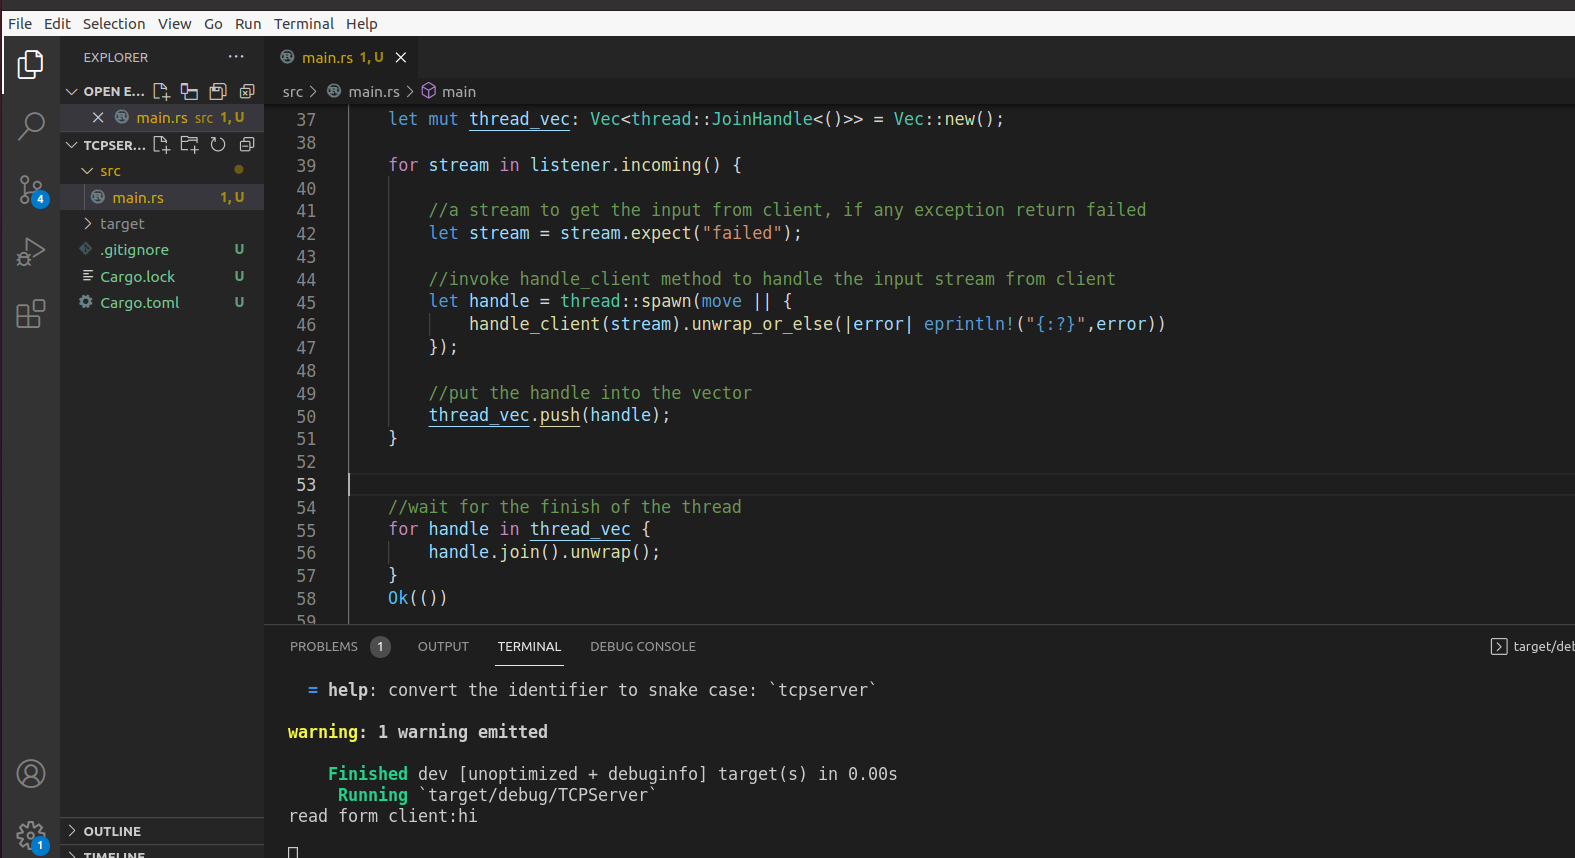 File Edit Selection View Go Run Terminal Help
EXPLORER ···
main.rs 1, U
OPEN E...
src > main.rs > main
main.rs src 1, U
TCPSER...
src
main.rs 1, U
target
.gitignore U
Cargo.lock U
Cargo.toml U
OUTLINE
TIMELINE
4
1
37 let mut thread_vec: Vec<thread::JoinHandle<()>> = Vec::new();
38
39 for stream in listener.incoming() {
40
41 //a stream to get the input from client, if any exception return failed
42 let stream = stream.expect("failed");
43
44 //invoke handle_client method to handle the input stream from client
45 let handle = thread::spawn(move || {
46 handle_client(stream).unwrap_or_else(|error| eprintln!("{:?}",error))
47 });
48
49 //put the handle into the vector
50 thread_vec.push(handle);
51 }
52
53
54 //wait for the finish of the thread
55 for handle in thread_vec {
56 handle.join().unwrap();
57 }
58 Ok(())
59
PROBLEMS 1 OUTPUT TERMINAL DEBUG CONSOLE target/deb
= help: convert the identifier to snake case: `tcpserver`
warning: 1 warning emitted
Finished dev [unoptimized + debuginfo] target(s) in 0.00s
Running `target/debug/TCPServer`
read form client:hi